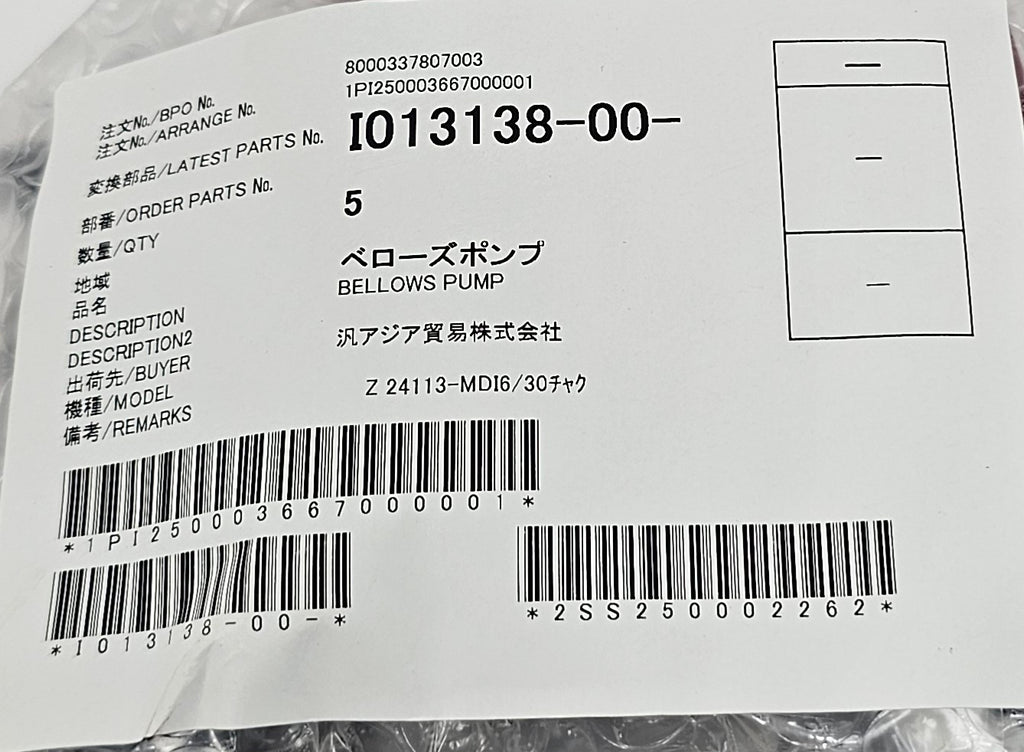 注文No./BPO No.
8000337807003
注文No./ARRANGE No.
1PI250003667000001
変換部品/LATEST PARTS No.
I013138-00-
部番/ORDER PARTS No.
数量/QTY
5
地域
品名
ベローズポンプ
DESCRIPTION
BELLOWS PUMP
DESCRIPTION2
出荷先/BUYER
汎アジア貿易株式会社
機種/MODEL
備考/REMARKS
Z 24113-MDI6/30チャク
—
—
—
*1PI250003667000001*
*I013138-00-*
*2SS250002262*